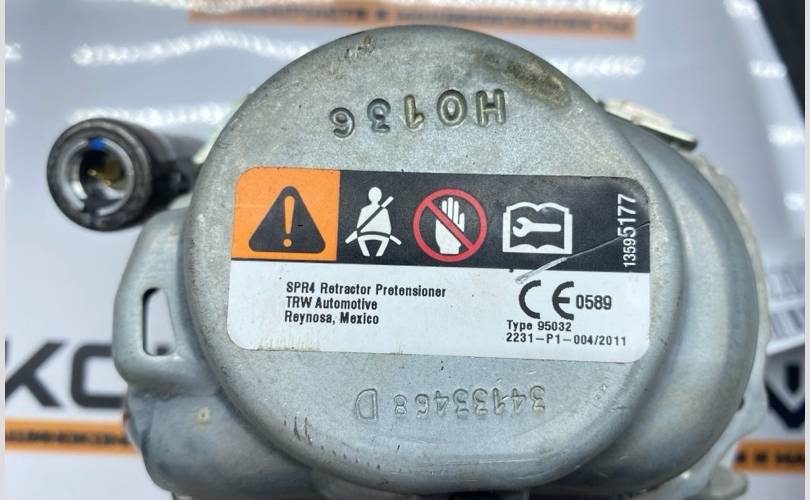 H0136
13595177
SPR4 Retractor Pretensioner
TRW Automotive
Reynosa, Mexico
CE 0589
Type 95032
2231-P1-004/2011
34133468 D